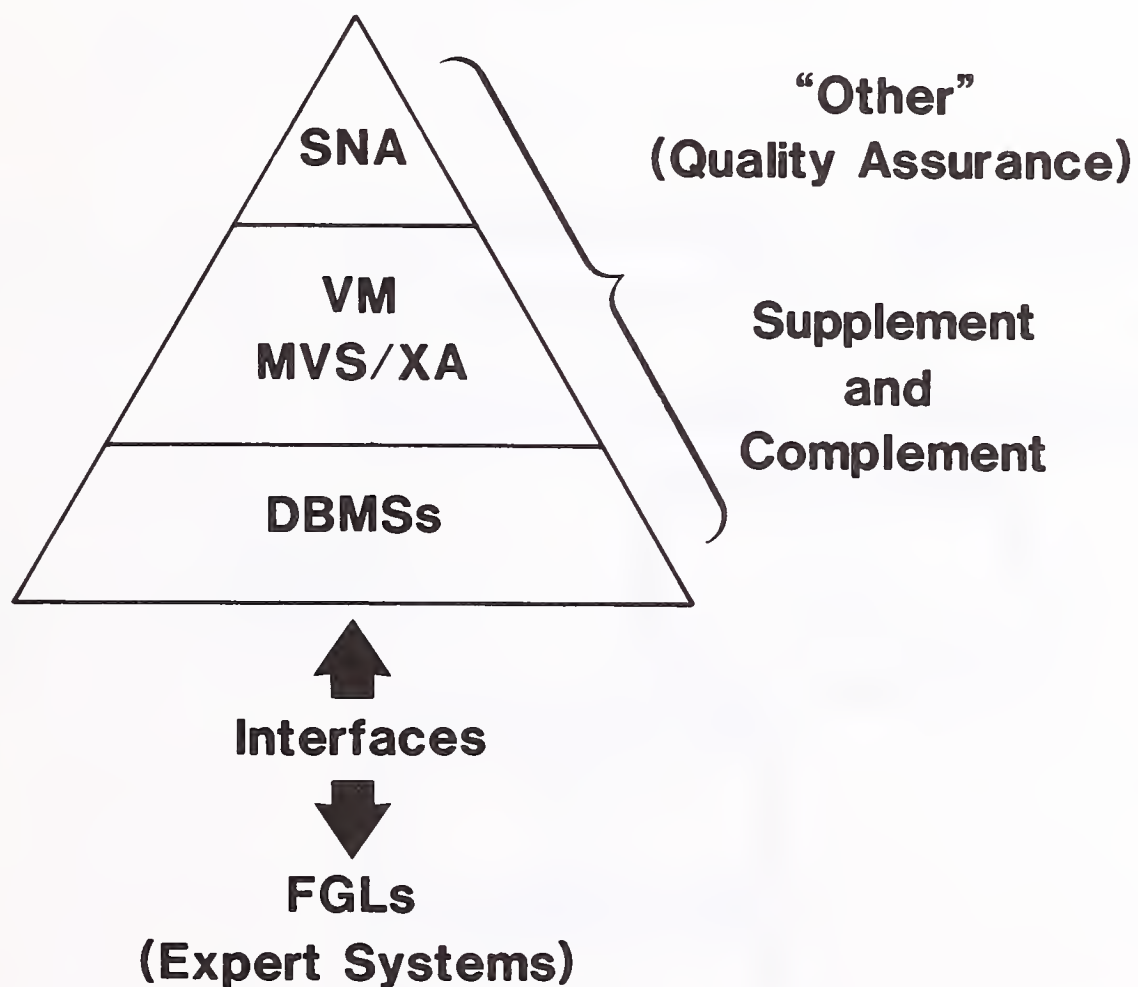 SNA
VM
MVS/XA
DBMSs
“Other”
(Quality Assurance)
Supplement
and
Complement
Interfaces
FGLs
(Expert Systems)